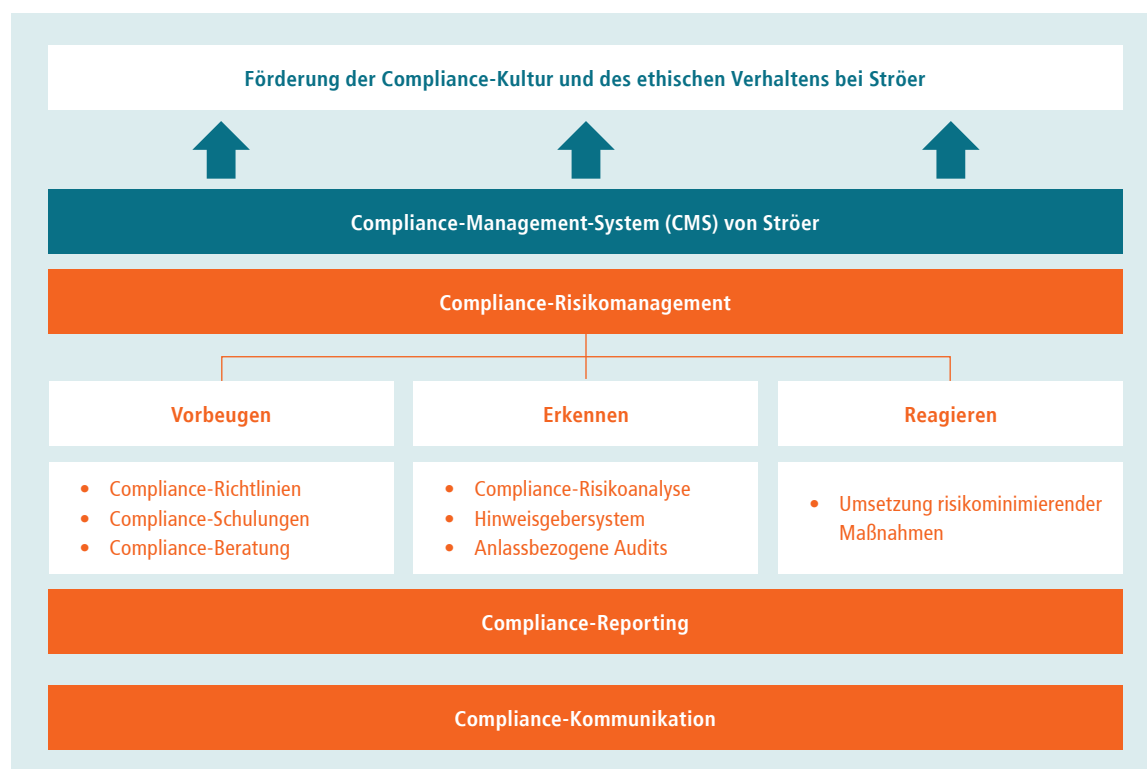 Förderung der Compliance-Kultur und des ethischen Verhaltens bei Ströer
Compliance-Management-System (CMS) von Ströer
Compliance-Risikomanagement
Vorbeugen
• Compliance-Richtlinien
• Compliance-Schulungen
• Compliance-Beratung
Erkennen
• Compliance-Risikoanalyse
• Hinweisgebersystem
• Anlassbezogene Audits
Reagieren
• Umsetzung risikominimierender
Maßnahmen
Compliance-Reporting
Compliance-Kommunikation